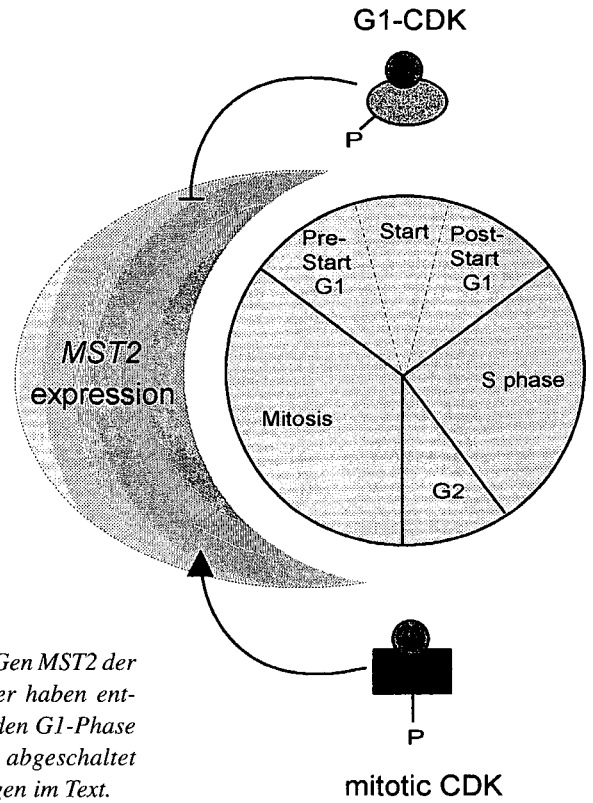 G1-CDK
P
Pre-
Start
G1
Start
Post-
Start
G1
MST2
expression
S phase
Mitosis
G2
Gen MST2 der
er haben ent-
den G1-Phase
abgeschaltet
gen im Text.
P
mitotic CDK